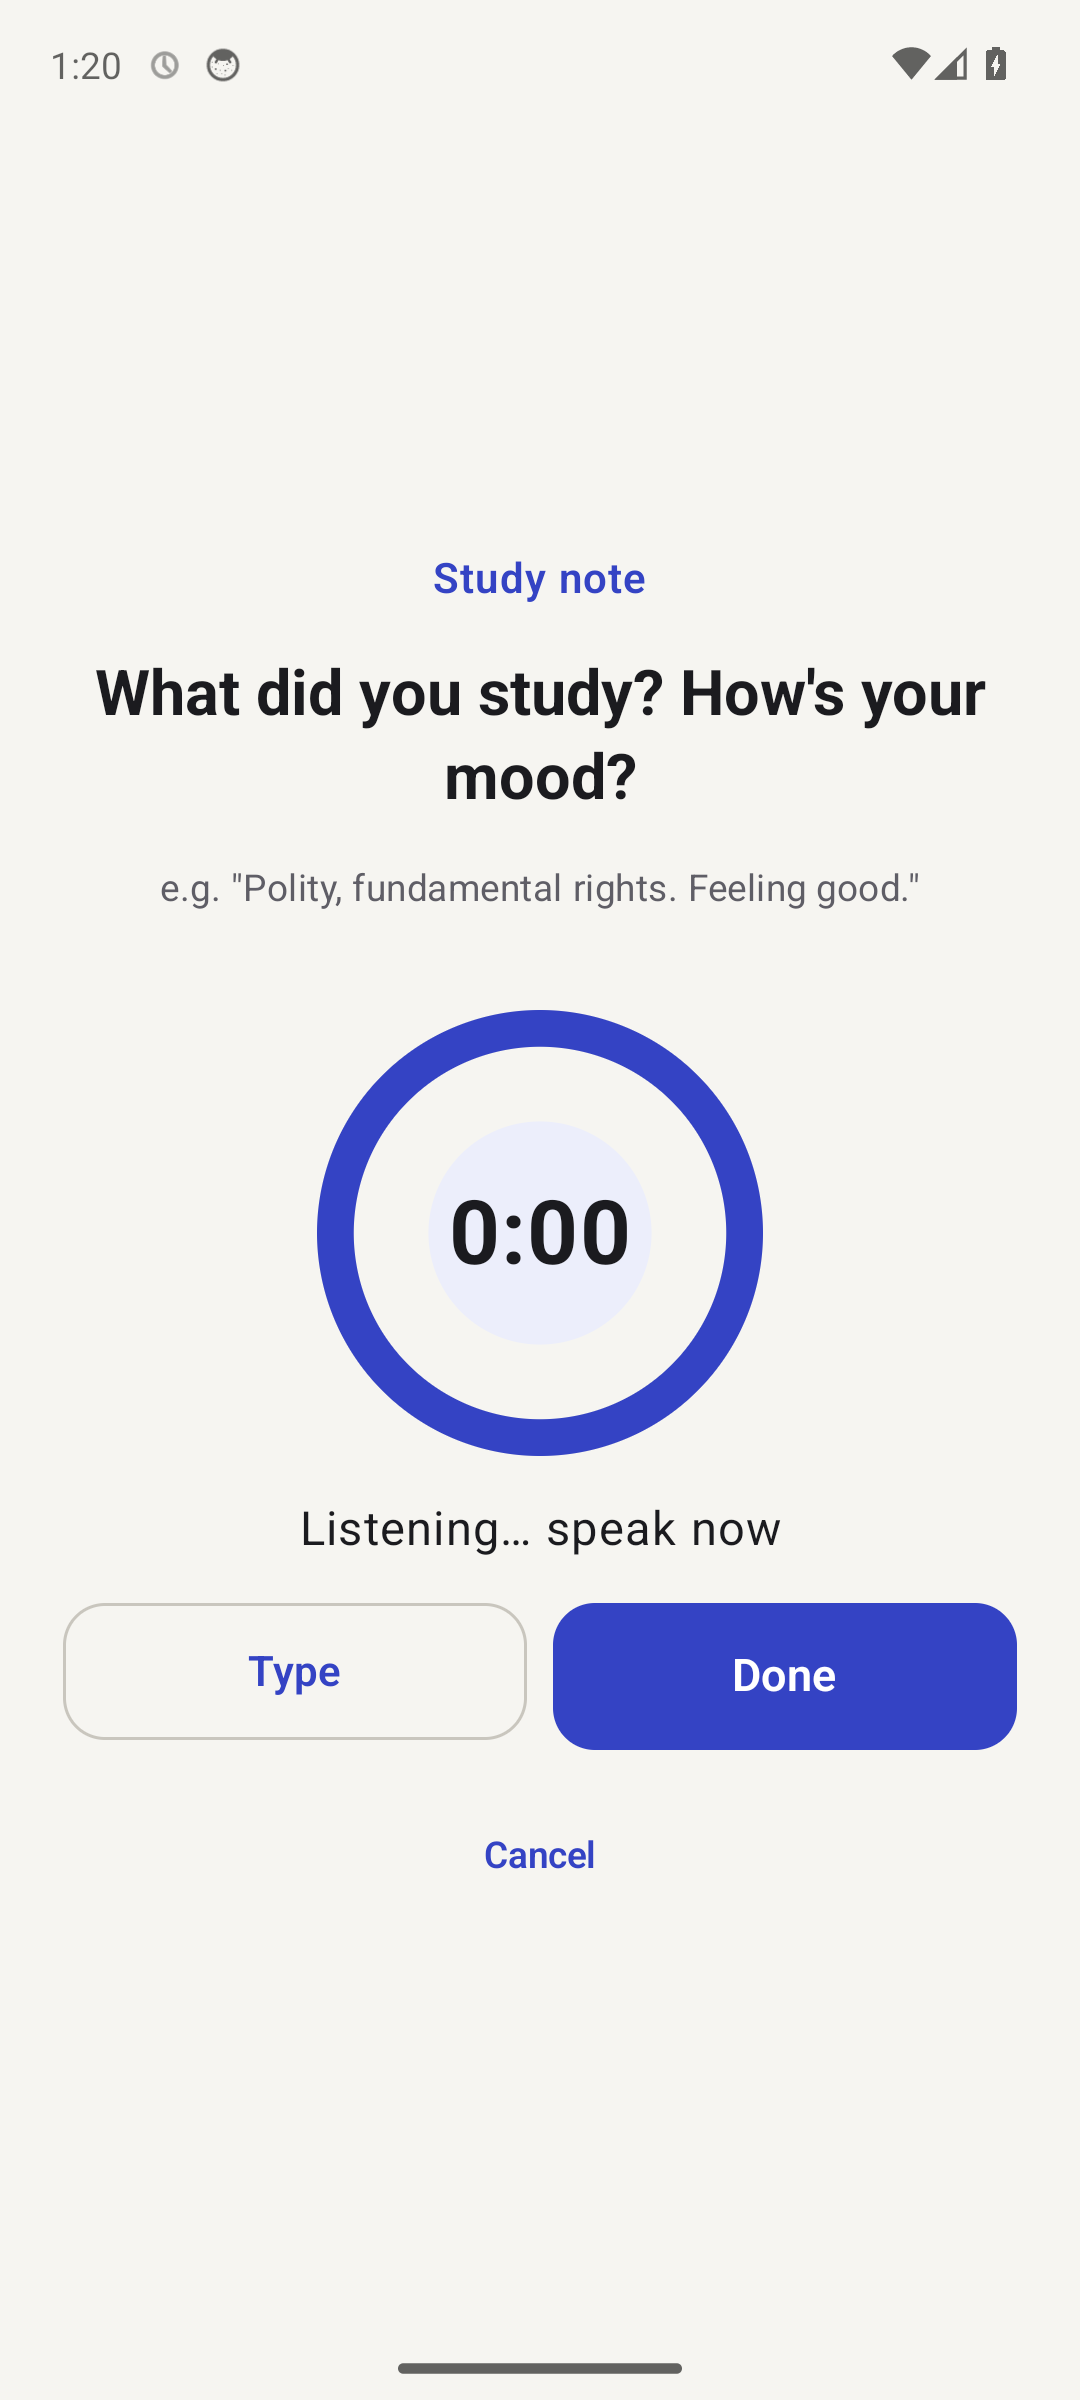 1:20
Study note
What did you study? How's your
mood?
e.g. "Polity, fundamental rights. Feeling good."
0:00
Listening… speak now
Type
Done
Cancel